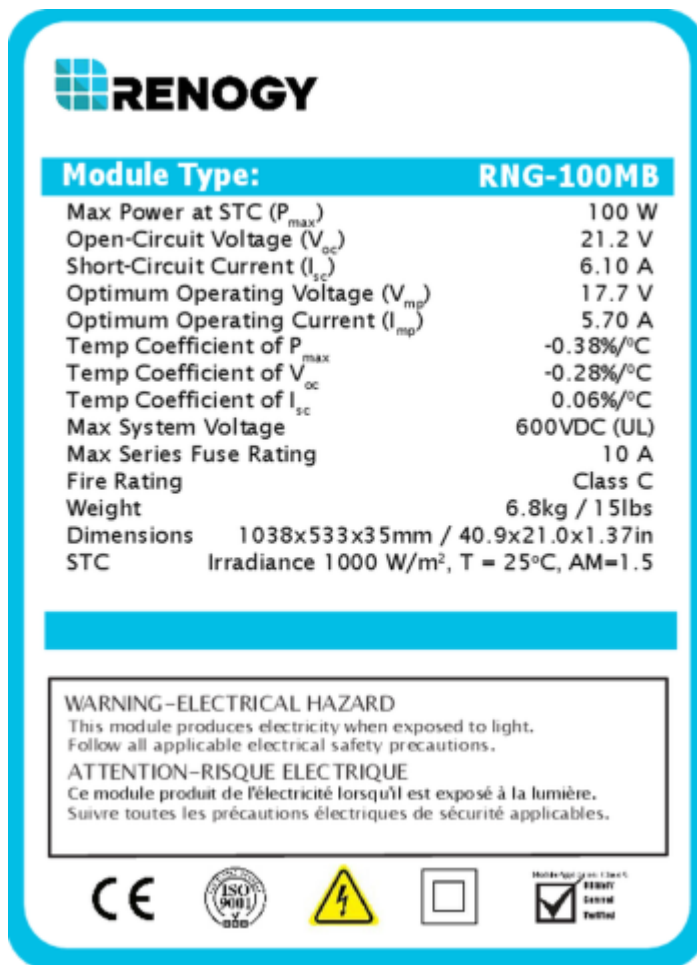 RENOGY
Module Type: RNG-100MB
Max Power at STC (Pmax) 100 W
Open-Circuit Voltage (Voc) 21.2 V
Short-Circuit Current (Isc) 6.10 A
Optimum Operating Voltage (Vmp) 17.7 V
Optimum Operating Current (Imp) 5.70 A
Temp Coefficient of Pmax -0.38%/°C
Temp Coefficient of Voc -0.28%/°C
Temp Coefficient of Isc 0.06%/°C
Max System Voltage 600VDC (UL)
Max Series Fuse Rating 10 A
Fire Rating Class C
Weight 6.8kg / 15lbs
Dimensions 1038x533x35mm / 40.9x21.0x1.37in
STC Irradiance 1000 W/m², T = 25°C, AM=1.5
WARNING-ELECTRICAL HAZARD
This module produces electricity when exposed to light.
Follow all applicable electrical safety precautions.
ATTENTION-RISQUE ELECTRIQUE
Ce module produit de l'électricité lorsqu'il est exposé à la lumière.
Suivre toutes les précautions électriques de sécurité applicables.
CE
ISO
9001